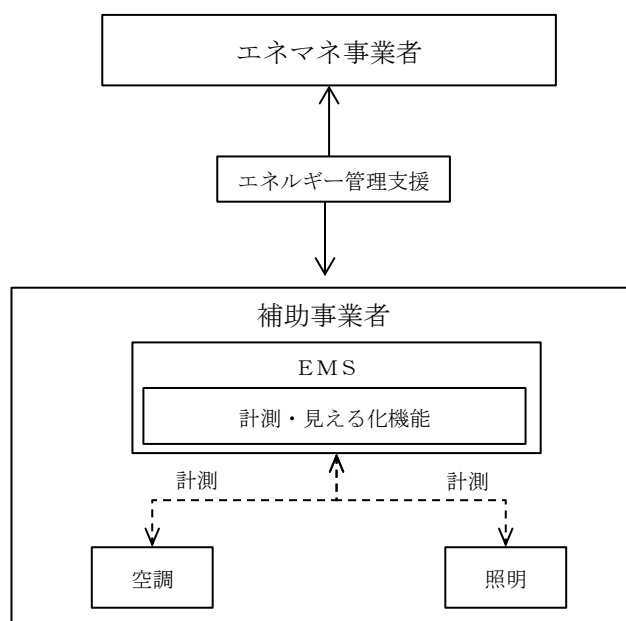 エネマネ事業者
エネルギー管理支援
補助事業者
ＥＭＳ
計測・見える化機能
計測
計測
空調
照明